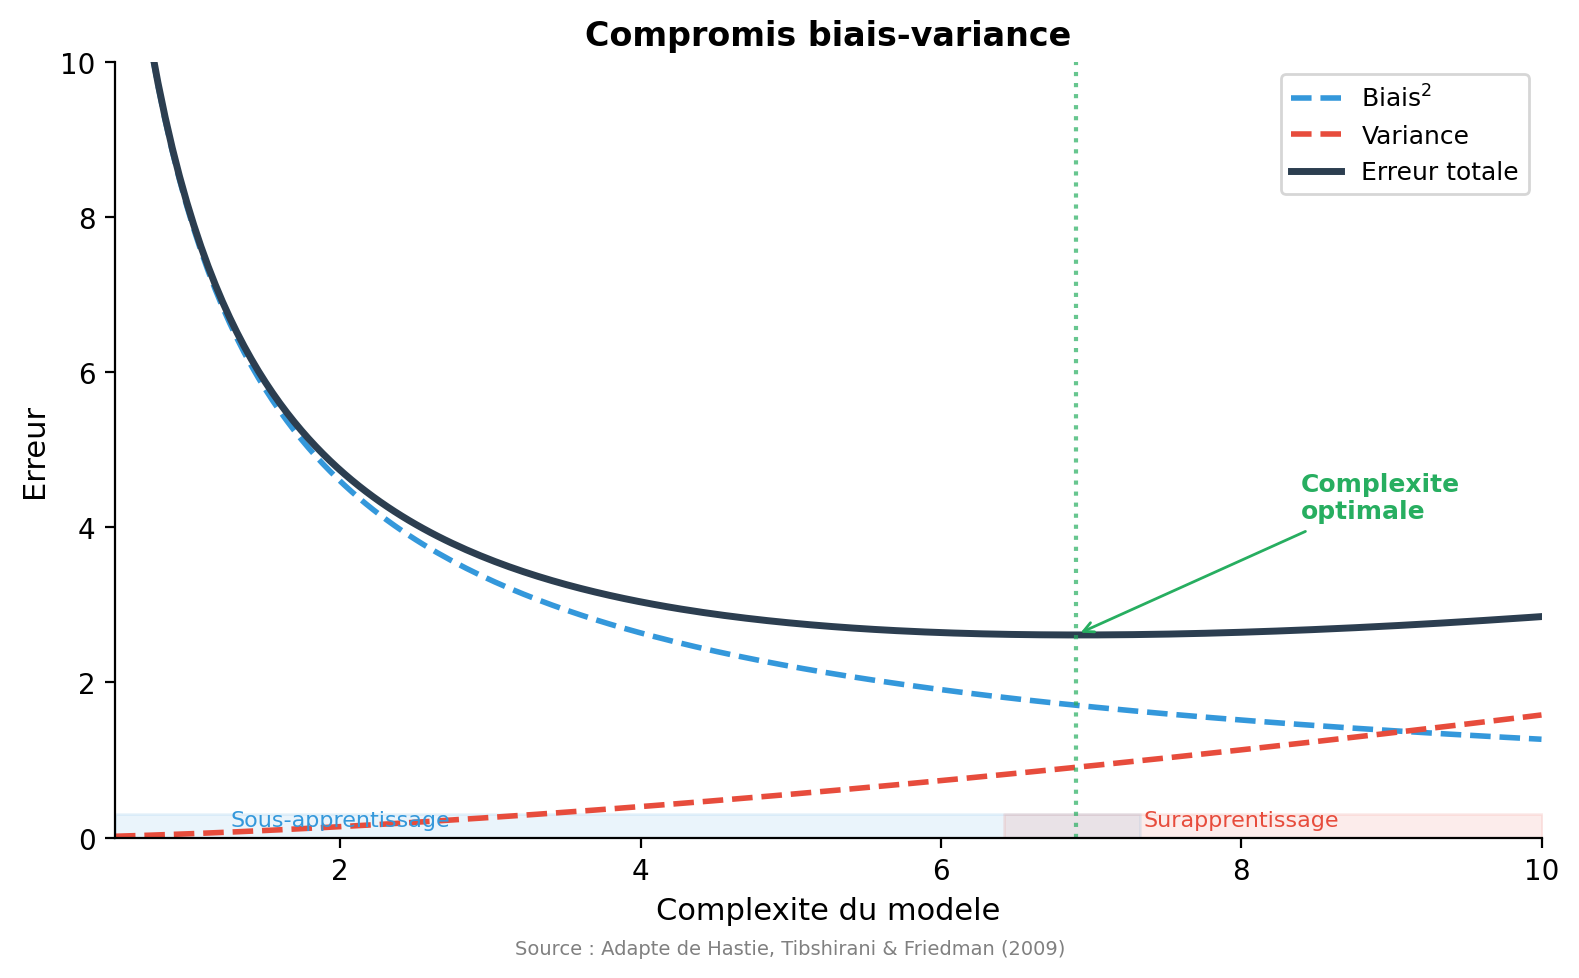 Compromis biais-variance
10
8
6
4
2
0
Erreur
Biais²
Variance
Erreur totale
Complexite
optimale
Sous-apprentissage
Surapprentissage
2
4
6
8
10
Complexite du modele
Source : Adapte de Hastie, Tibshirani & Friedman (2009)